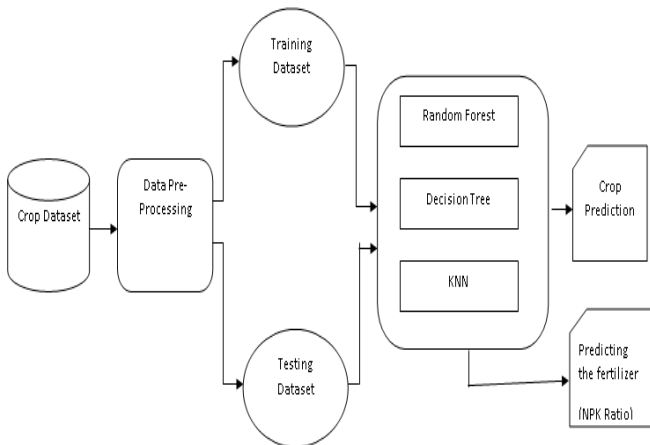 Training
Dataset
Random Forest
Data Pre-
Processing
Crop Dataset
Decision Tree
Crop
Prediction
KNN
Testing
Dataset
Predicting
the fertilizer
(NPK Ratio)